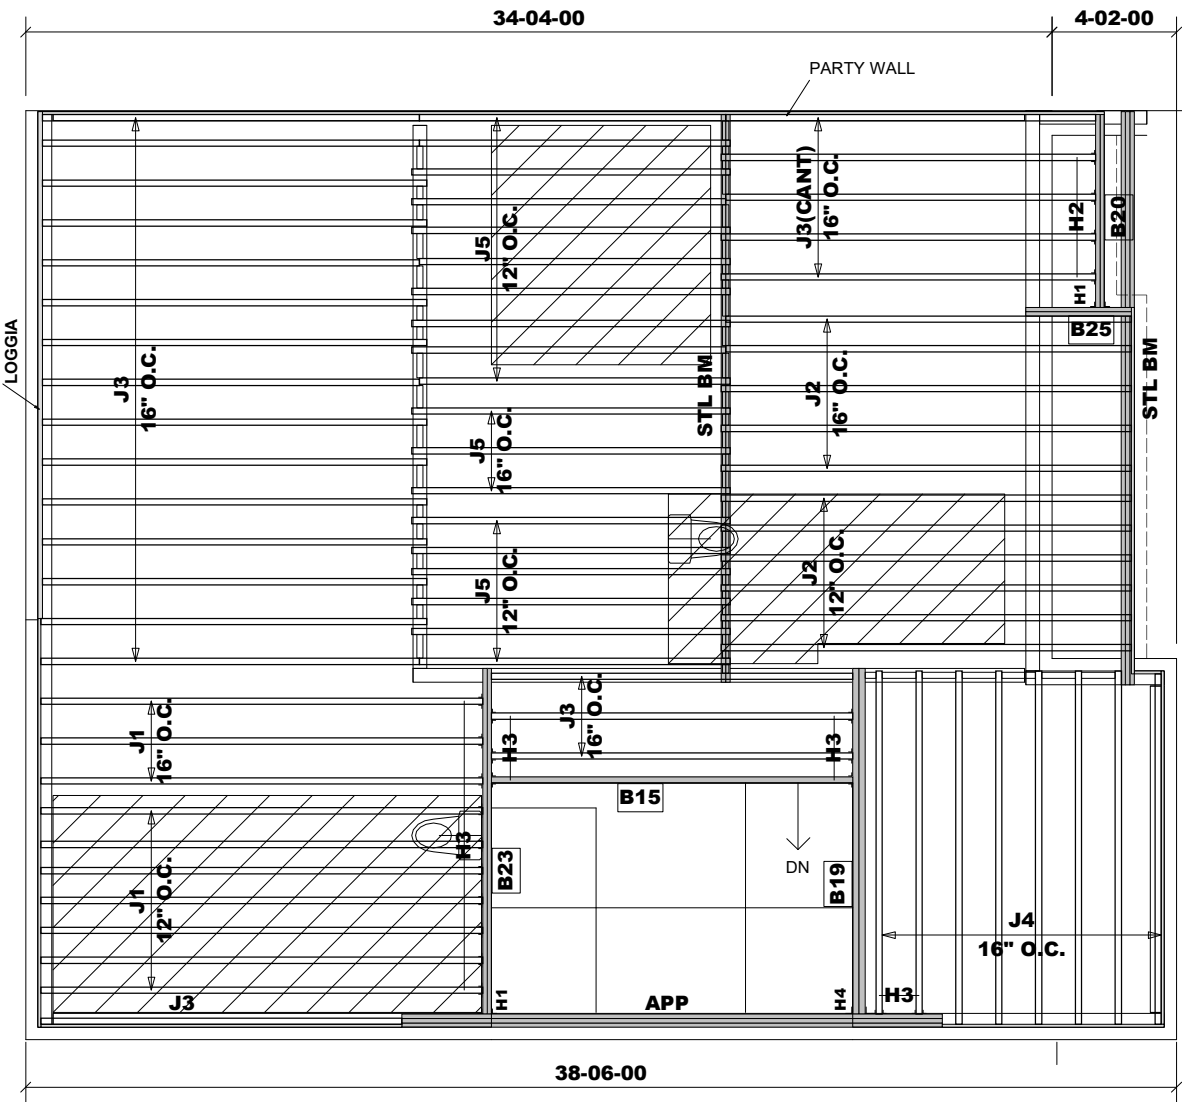 34-04-00
4-02-00
PARTY WALL
J3(CANT)
16" O.C.
J5
12" O.C.
H2
B20
H1
B25
LOGGIA
J3
16" O.C.
STL BM
STL BM
J2
16" O.C.
J5
16" O.C.
J5
12" O.C.
J2
12" O.C.
J3
16" O.C.
H3
H3
J1
16" O.C.
B15
H3
DN
B23
B19
J1
12" O.C.
J4
16" O.C.
J3
H1
APP
H4
H3
38-06-00